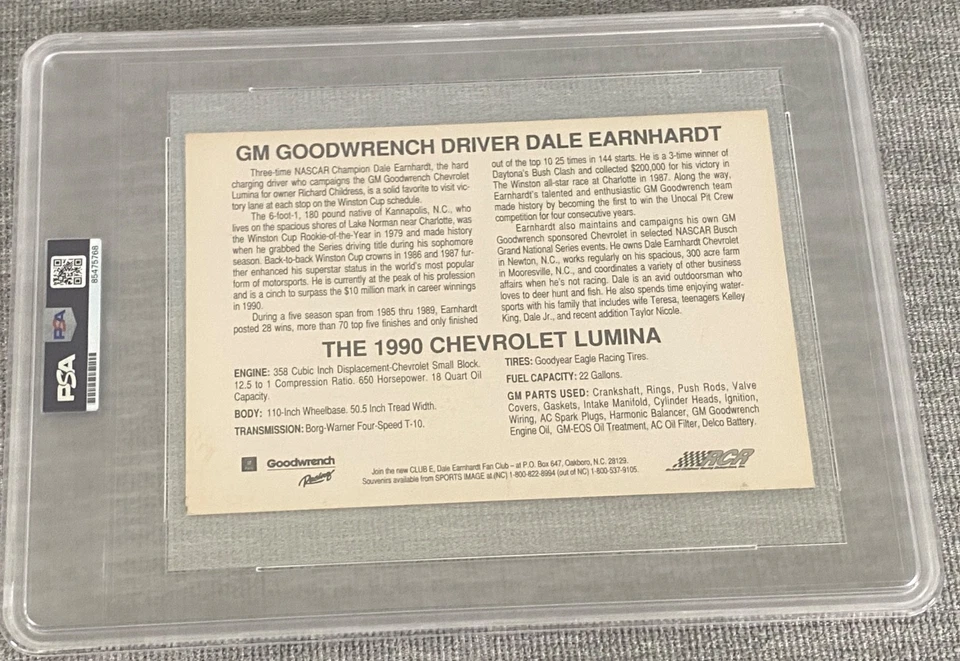 GM GOODWRENCH DRIVER DALE EARNHARDT
Three-time NASCAR Champion Dale Earnhardt, the hard
charging driver who campaigns the GM Goodwrench Chevrolet
Lumina for owner Richard Childress, is a solid favorite to visit vic-
tory lane at each stop on the Winston Cup schedule.
The 6-foot-1, 180 pound native of Kannapolis, N.C., who
lives on the spacious shores of Lake Norman near Charlotte, was
the Winston Cup Rookie-of-the-Year in 1979 and made history
when he grabbed the Series driving title during his sophomore
season. Back-to-back Winston Cup crowns in 1986 and 1987 fur-
ther enhanced his superstar status in the world's most popular
form of motorsports. He is currently at the peak of his profession
and is a cinch to surpass the $10 million mark in career winnings
in 1990.
During a five season span from 1985 thru 1989, Earnhardt
posted 28 wins, more than 70 top five finishes and only finished
out of the top 10 25 times in 144 starts. He is a 3-time winner of
Daytona's Bush Clash and collected $200,000 for his victory in
The Winston all-star race at Charlotte in 1987. Along the way,
Earnhardt's talented and enthusiastic GM Goodwrench team
made history by becoming the first to win the Unocal Pit Crew
competition for four consecutive years.
Earnhardt also maintains and campaigns his own GM
Goodwrench sponsored Chevrolet in selected NASCAR Busch
Grand National Series events. He owns Dale Earnhardt Chevrolet
in Newton, N.C., works regularly on his spacious, 300 acre farm
in Mooresville, N.C., and coordinates a variety of other business
affairs when he's not racing. Dale is an avid outdoorsman who
loves to deer hunt and fish. He also spends time enjoying water-
sports with his family that includes wife Teresa, teenagers Kelley
King, Dale Jr., and recent addition Taylor Nicole.
THE 1990 CHEVROLET LUMINA
ENGINE: 358 Cubic Inch Displacement-Chevrolet Small Block.
12.5 to 1 Compression Ratio. 650 Horsepower. 18 Quart Oil
Capacity.
BODY: 110-Inch Wheelbase. 50.5 Inch Tread Width.
TRANSMISSION: Borg-Warner Four-Speed T-10.
TIRES: Goodyear Eagle Racing Tires.
FUEL CAPACITY: 22 Gallons.
GM PARTS USED: Crankshaft, Rings, Push Rods, Valve
Covers, Gaskets, Intake Manifold, Cylinder Heads, Ignition,
Wiring, AC Spark Plugs, Harmonic Balancer, GM Goodwrench
Engine Oil, GM-EOS Oil Treatment, AC Oil Filter, Delco Battery.
Goodwrench
Racing
Join the new CLUB E, Dale Earnhardt Fan Club – at P.O. Box 647, Oakboro, N.C. 28129.
Souvenirs available from SPORTS IMAGE at (NC) 1-800-822-8994 (out of NC) 1-800-537-9105.
RCR
PSA
PSA
85475768